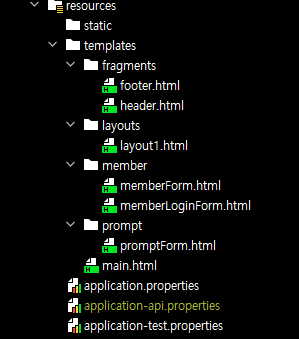 resources
static
templates
fragments
footer.html
header.html
layouts
layout1.html
member
memberForm.html
memberLoginForm.html
prompt
promptForm.html
main.html
application.properties
application-api.properties
application-test.properties